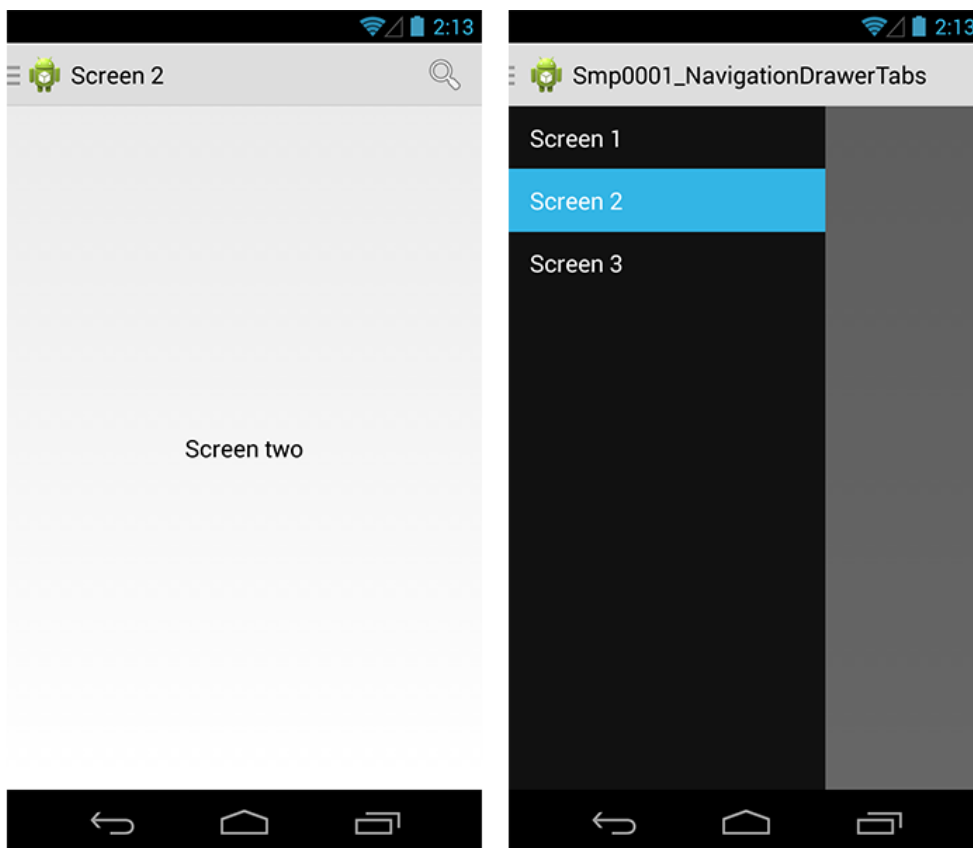 2:13
Screen 2
Screen two
2:13
Smp0001_NavigationDrawerTabs
Screen 1
Screen 2
Screen 3